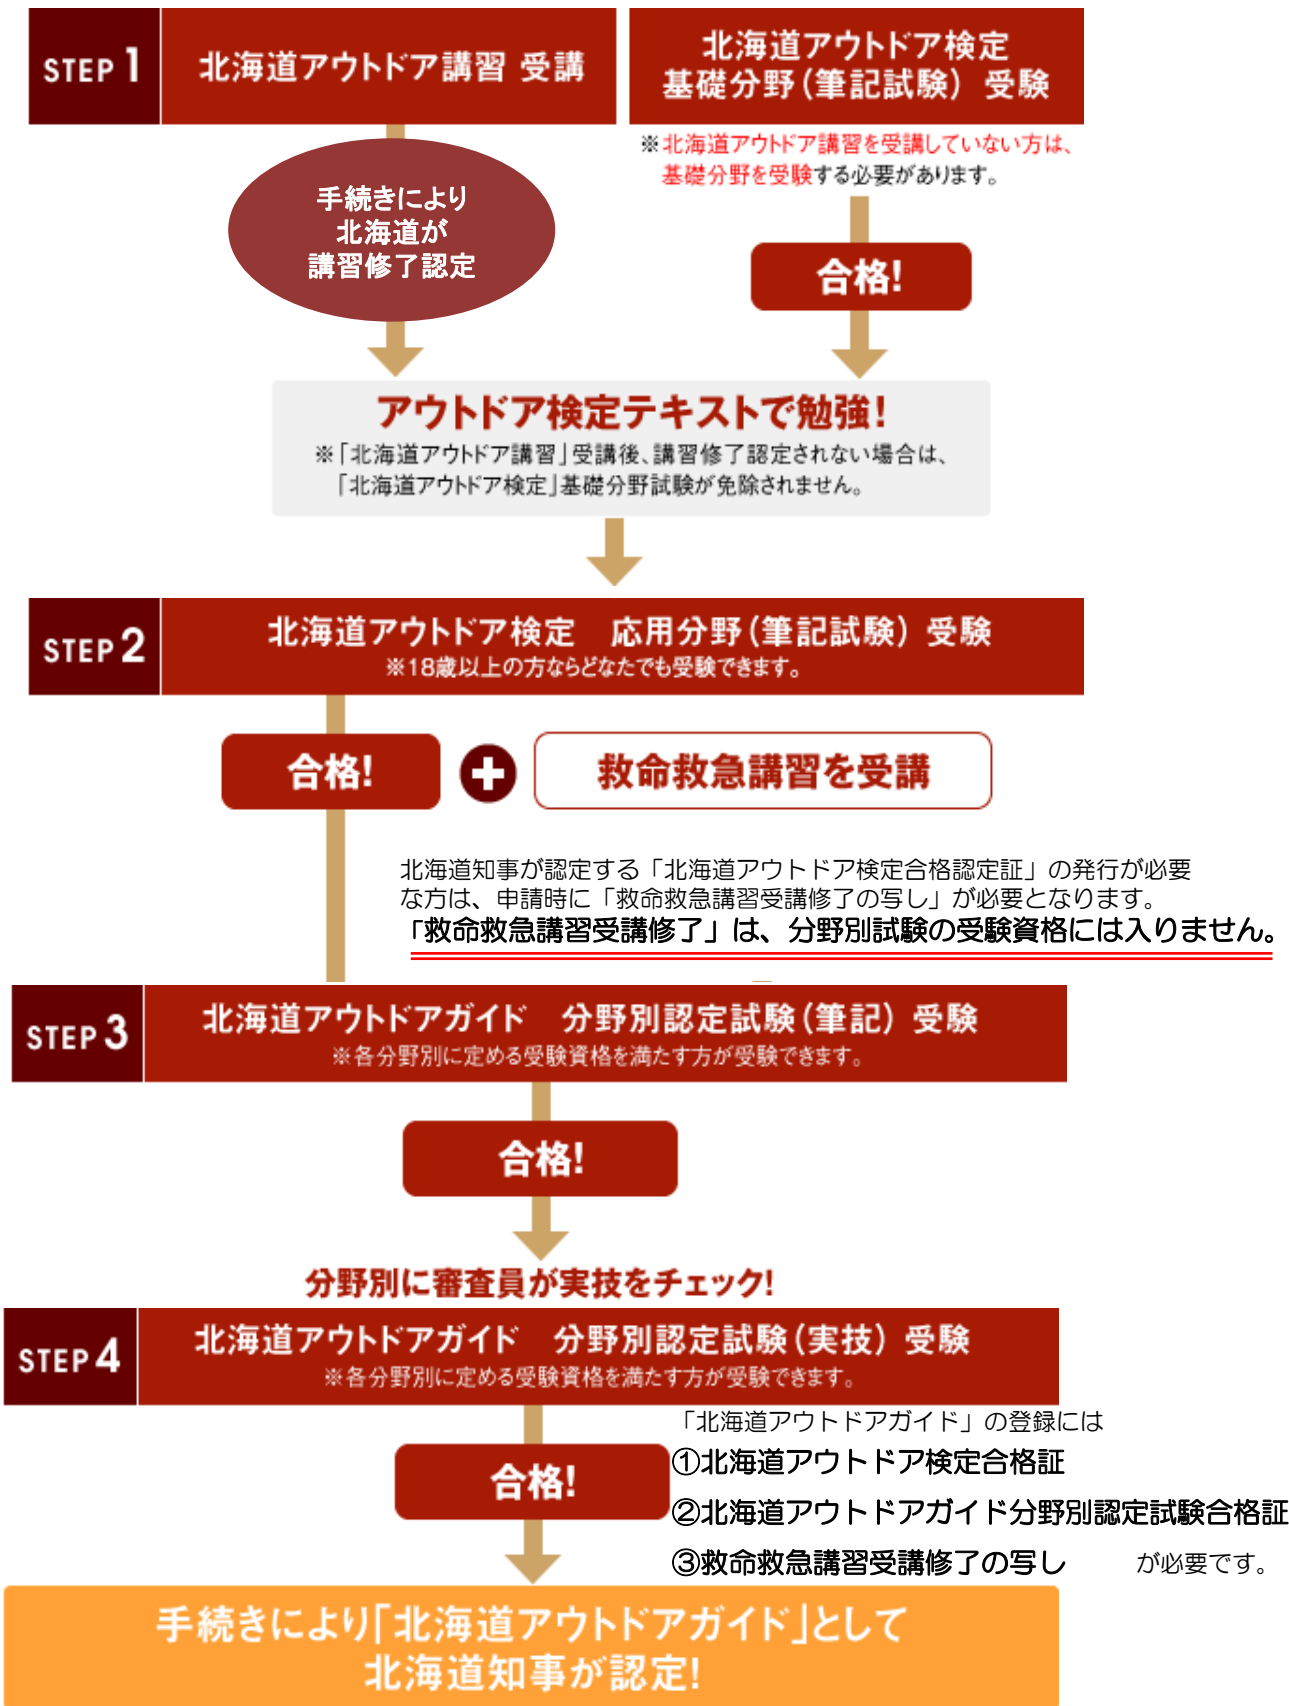 STEP 1
北海道アウトドア講習 受講
北海道アウトドア検定
基礎分野(筆記試験) 受験
※北海道アウトドア講習を受講していない方は、
基礎分野を受験する必要があります。
手続きにより
北海道が
講習修了認定
合格!
アウトドア検定テキストで勉強!
※「北海道アウトドア講習」受講後、講習修了認定されない場合は、
「北海道アウトドア検定」基礎分野試験が免除されません。
STEP 2
北海道アウトドア検定　応用分野(筆記試験) 受験
※18歳以上の方ならどなたでも受験できます。
合格!
救命救急講習を受講
北海道知事が認定する「北海道アウトドア検定合格認定証」の発行が必要
な方は、申請時に「救命救急講習受講修了の写し」が必要となります。
「救命救急講習受講修了」は、分野別試験の受験資格には入りません。
STEP 3
北海道アウトドアガイド　分野別認定試験(筆記) 受験
※各分野別に定める受験資格を満たす方が受験できます。
合格!
分野別に審査員が実技をチェック!
STEP 4
北海道アウトドアガイド　分野別認定試験(実技) 受験
※各分野別に定める受験資格を満たす方が受験できます。
「北海道アウトドアガイド」の登録には
合格!
①北海道アウトドア検定合格証
②北海道アウトドアガイド分野別認定試験合格証
③救命救急講習受講修了の写し　　が必要です。
手続きにより「北海道アウトドアガイド」として
北海道知事が認定!